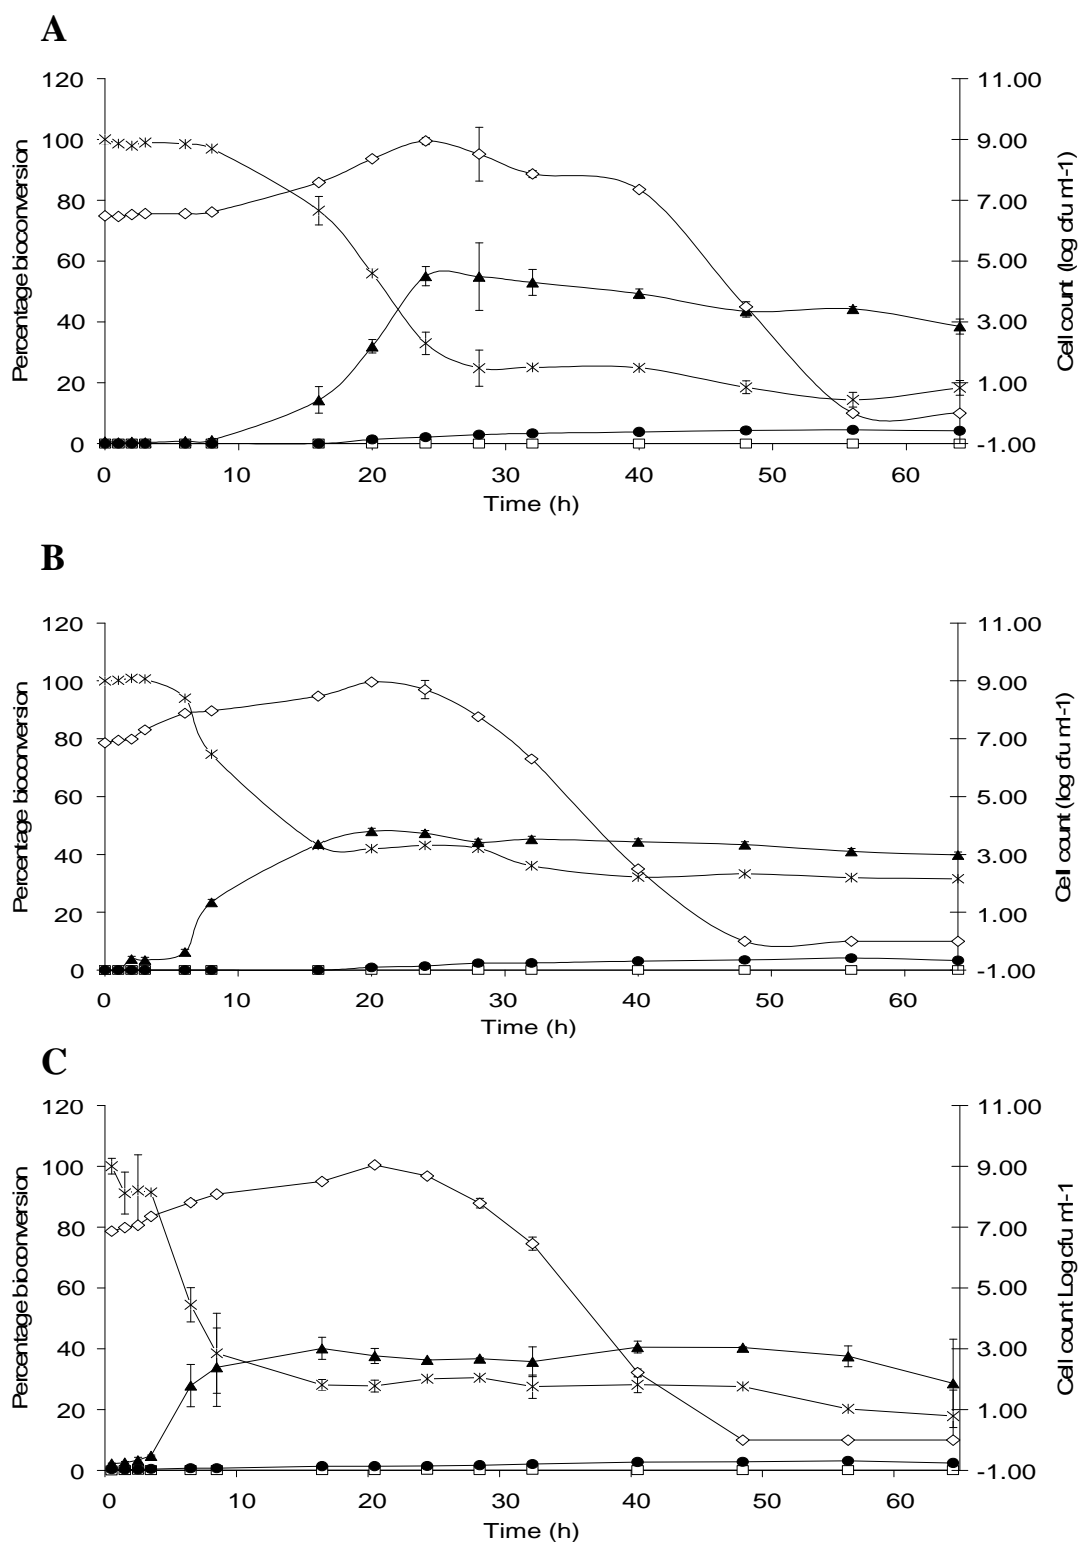 A
120
100
80
60
40
20
0
Percentage bioconversion
11.00
9.00
7.00
5.00
3.00
1.00
-1.00
Cell count (log cfu ml-1)
0 10 20 30 40 50 60
Time (h)
B
120
100
80
60
40
20
0
Percentage bioconversion
11.00
9.00
7.00
5.00
3.00
1.00
-1.00
Cell count (log cfu ml-1)
0 10 20 30 40 50 60
Time (h)
C
120
100
80
60
40
20
0
Percentage bioconversion
11.00
9.00
7.00
5.00
3.00
1.00
-1.00
Cell count Log cfu ml-1
0 10 20 30 40 50 60
Time (h)